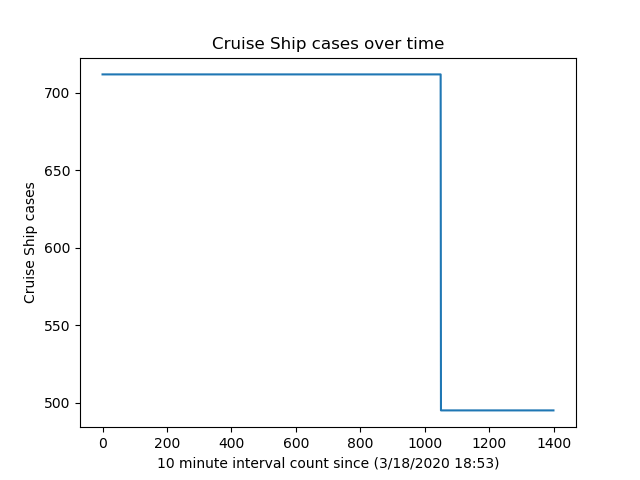 Cruise Ship cases over time
Cruise Ship cases
700
650
600
550
500
0 200 400 600 800 1000 1200 1400
10 minute interval count since (3/18/2020 18:53)